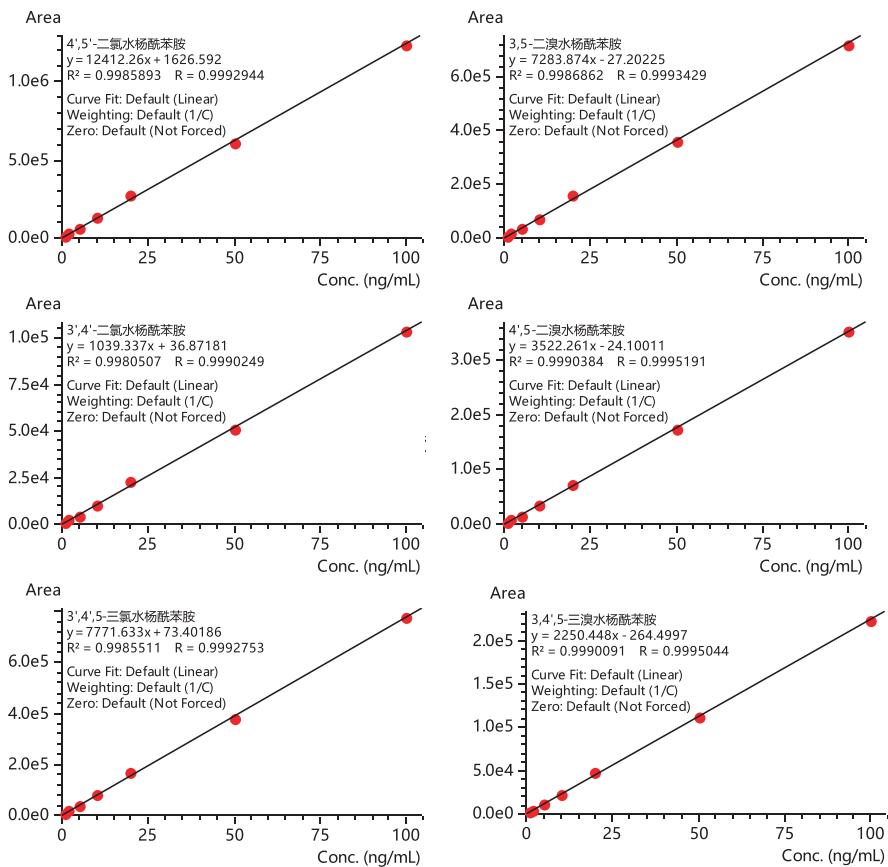 Area
4',5'-二氯水杨酰苯胺
y = 12412.26x + 1626.592
R² = 0.9985893 R = 0.9992944
Curve Fit: Default (Linear)
Weighting: Default (1/C)
Zero: Default (Not Forced)
1.0e6
5.0e5
0.0e0
0 25 50 75 100
Conc. (ng/mL)
Area
3,5-二溴水杨酰苯胺
y = 7283.874x - 27.20225
R² = 0.9986862 R = 0.9993429
Curve Fit: Default (Linear)
Weighting: Default (1/C)
Zero: Default (Not Forced)
6.0e5
4.0e5
2.0e5
0.0e0
0 25 50 75 100
Conc. (ng/mL)
Area
3',4'-二氯水杨酰苯胺
y = 1039.337x + 36.87181
R² = 0.9980507 R = 0.9990249
Curve Fit: Default (Linear)
Weighting: Default (1/C)
Zero: Default (Not Forced)
1.0e5
7.5e4
5.0e4
2.5e4
0.0e0
0 25 50 75 100
Conc. (ng/mL)
Area
4',5-二溴水杨酰苯胺
y = 3522.261x - 24.10011
R² = 0.9990384 R = 0.9995191
Curve Fit: Default (Linear)
Weighting: Default (1/C)
Zero: Default (Not Forced)
3.0e5
2.0e5
1.0e5
0.0e0
0 25 50 75 100
Conc. (ng/mL)
Area
3',4',5-三氯水杨酰苯胺
y = 7771.633x + 73.40186
R² = 0.9985511 R = 0.9992753
Curve Fit: Default (Linear)
Weighting: Default (1/C)
Zero: Default (Not Forced)
6.0e5
4.0e5
2.0e5
0.0e0
0 25 50 75 100
Conc. (ng/mL)
Area
3,4',5-三溴水杨酰苯胺
y = 2250.448x - 264.4997
R² = 0.9990091 R = 0.9995044
Curve Fit: Default (Linear)
Weighting: Default (1/C)
Zero: Default (Not Forced)
2.0e5
1.5e5
1.0e5
5.0e4
0.0e0
0 25 50 75 100
Conc. (ng/mL)